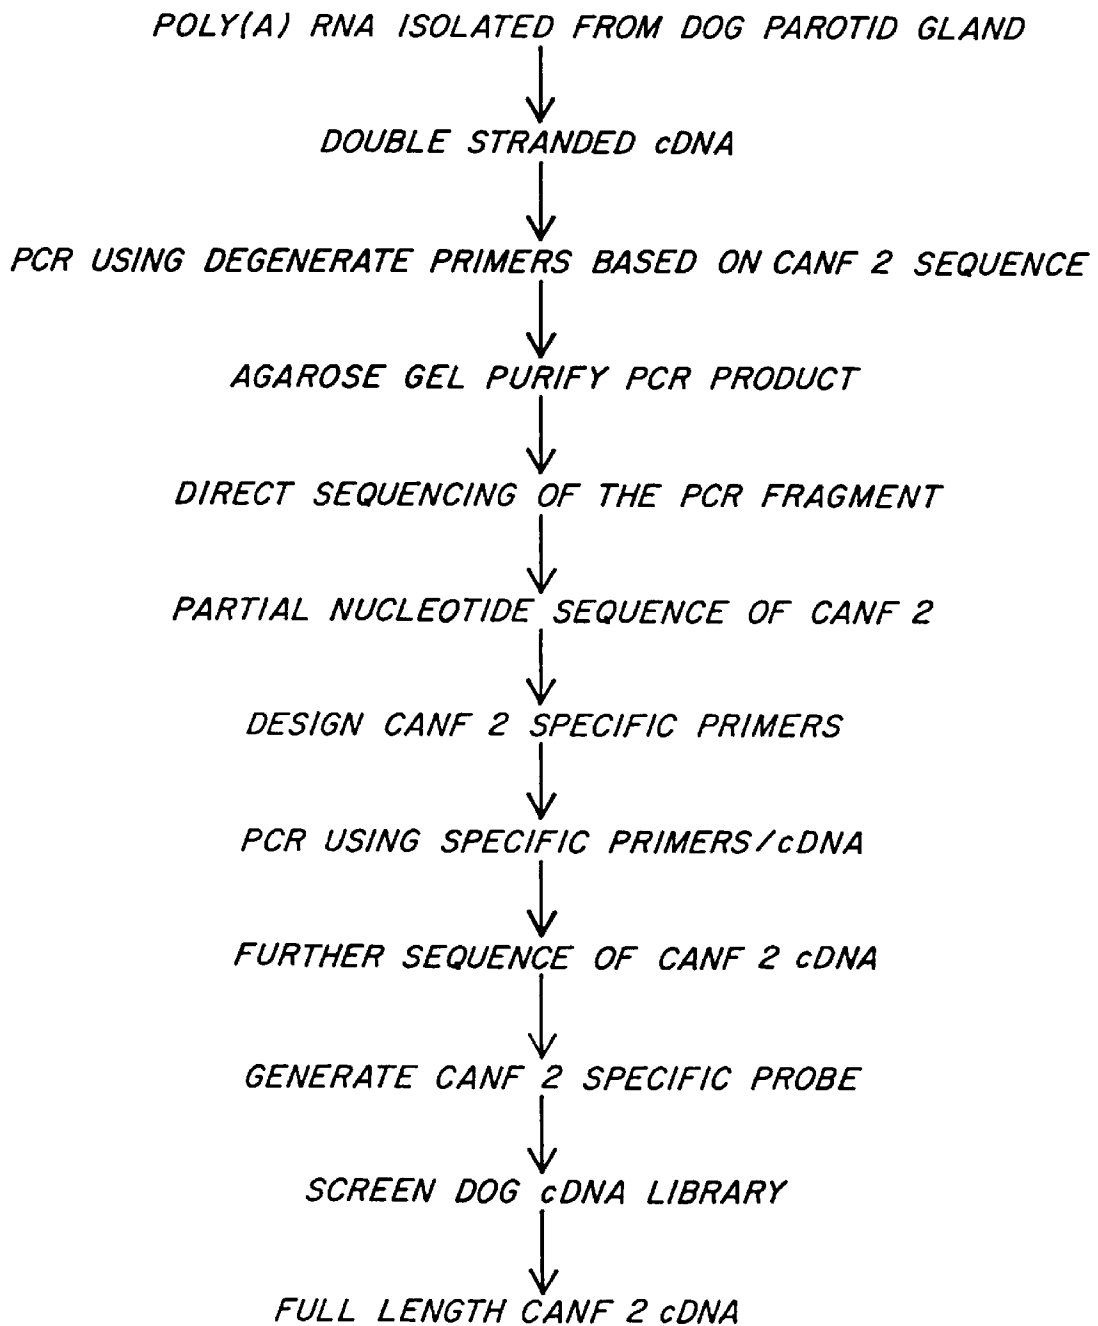 POLY(A) RNA ISOLATED FROM DOG PAROTID GLAND
DOUBLE STRANDED cDNA
PCR USING DEGENERATE PRIMERS BASED ON CANF 2 SEQUENCE
AGAROSE GEL PURIFY PCR PRODUCT
DIRECT SEQUENCING OF THE PCR FRAGMENT
PARTIAL NUCLEOTIDE SEQUENCE OF CANF 2
DESIGN CANF 2 SPECIFIC PRIMERS
PCR USING SPECIFIC PRIMERS/cDNA
FURTHER SEQUENCE OF CANF 2 cDNA
GENERATE CANF 2 SPECIFIC PROBE
SCREEN DOG cDNA LIBRARY
FULL LENGTH CANF 2 cDNA